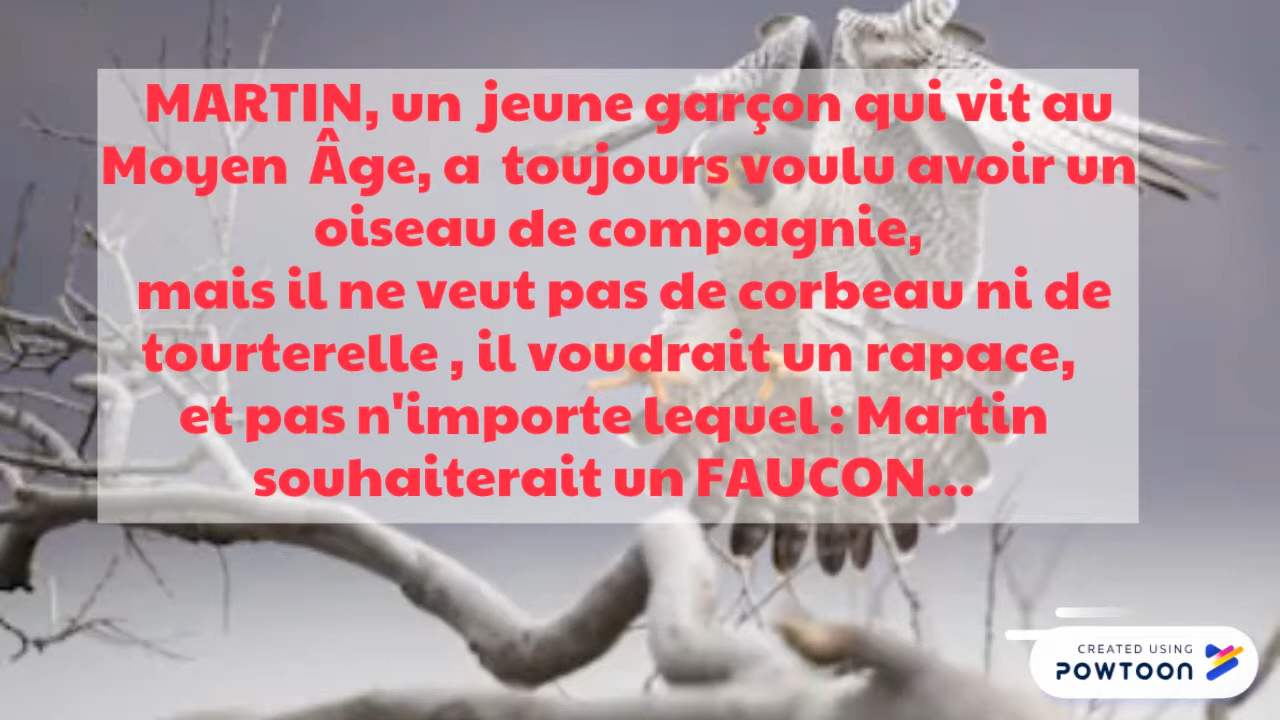 MARTIN, un jeune garçon qui vit au
Moyen Âge, a toujours voulu avoir un
oiseau de compagnie,
mais il ne veut pas de corbeau ni de
tourterelle , il voudrait un rapace,
et pas n'importe lequel : Martin
souhaiterait un FAUCON...
CREATED USING
POWTOON